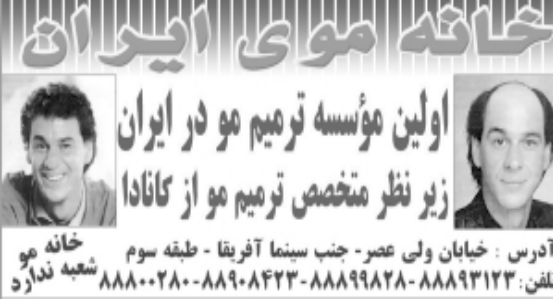 خانه موی ایران
اولین مؤسسه ترمیم مو در ایران
زیر نظر متخصص ترمیم مو از کانادا
آدرس : خیابان ولی عصر- جنب سینما آفریقا - طبقه سوم
تلفن: ۸۸۸۹۳۱۲۳-۸۸۸۹۹۸۲۸-۸۸۹۰۸۴۲۳-۸۸۸۰۰۲۸۰
خانه مو
شعبه ندارد